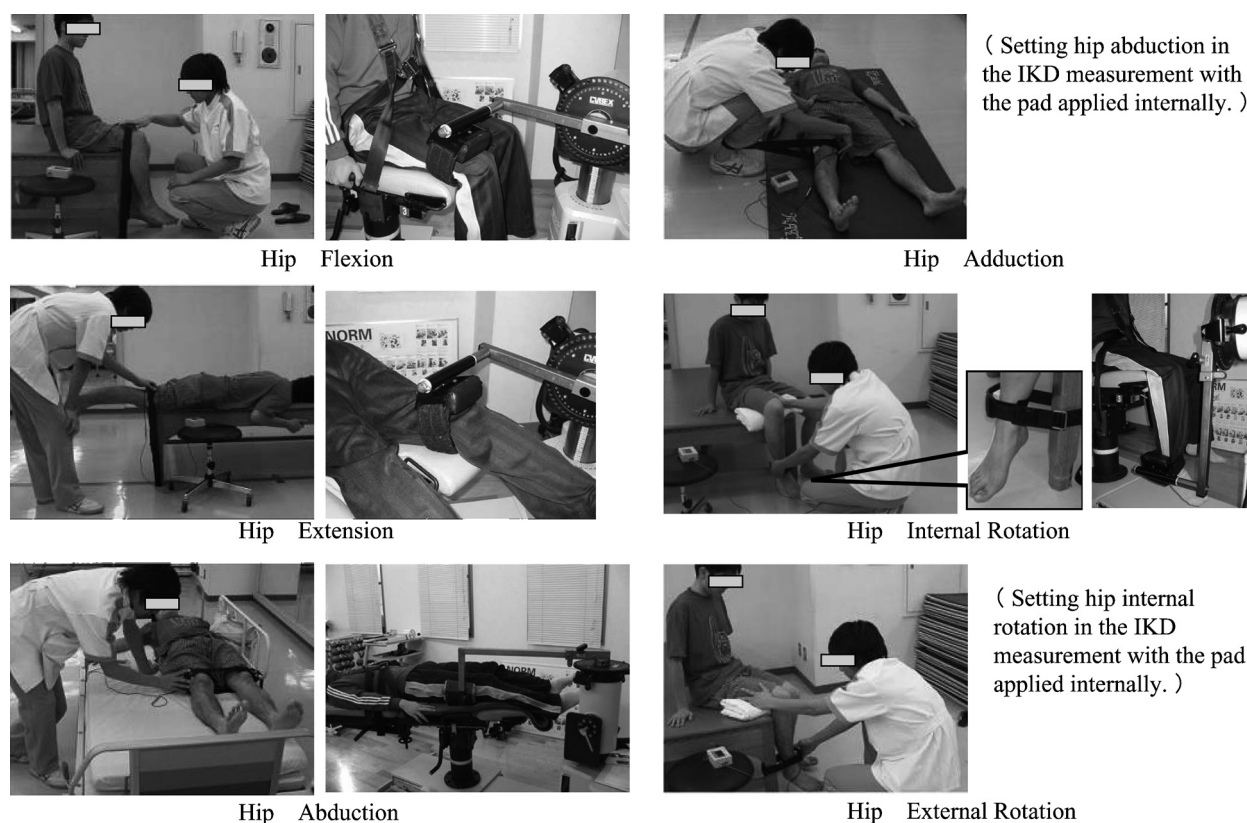 ( Setting hip abduction in
the IKD measurement with
the pad applied internally. )
CYBEX
3
Hip Flexion
Hip Adduction
NORM
Hip Extension
Hip Internal Rotation
( Setting hip internal
rotation in the IKD
measurement with the pad
applied internally. )
NORM
Hip Abduction
Hip External Rotation